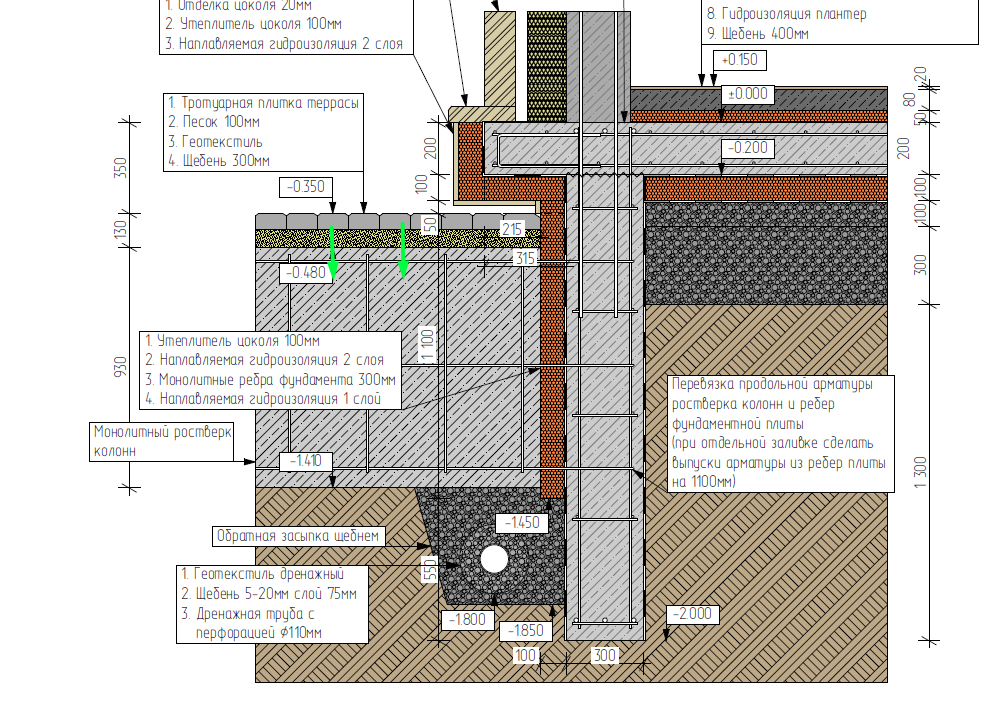 1. Отделка цоколя 20мм
2. Утеплитель цоколя 100мм
3. Наплавляемая гидроизоляция 2 слоя
8. Гидроизоляция плантер
9. Щебень 400мм
+0.150
±0.000
20
80
50
200
-0.200
200
100
100
100
300
1 300
1. Тротуарная плитка террасы
2. Песок 100мм
3. Геотекстиль
4. Щебень 300мм
-0.350
350
130
930
50
215
315
-0.480
1 100
1. Утеплитель цоколя 100мм
2. Наплавляемая гидроизоляция 2 слоя
3. Монолитные ребра фундамента 300мм
4. Наплавляемая гидроизоляция 1 слой
Перевязка продольной арматуры
ростверка колонн и ребер
фундаментной плиты
(при отдельной заливке сделать
выпуски арматуры из ребер плиты
на 1100мм)
Монолитный ростверк
колонн
-1.410
-1.450
Обратная засыпка щебнем
550
1. Геотекстиль дренажный
2. Щебень 5-20мм слой 75мм
3. Дренажная труба с
перфорацией ϕ110мм
-1.800
-1.850
-2.000
100
300